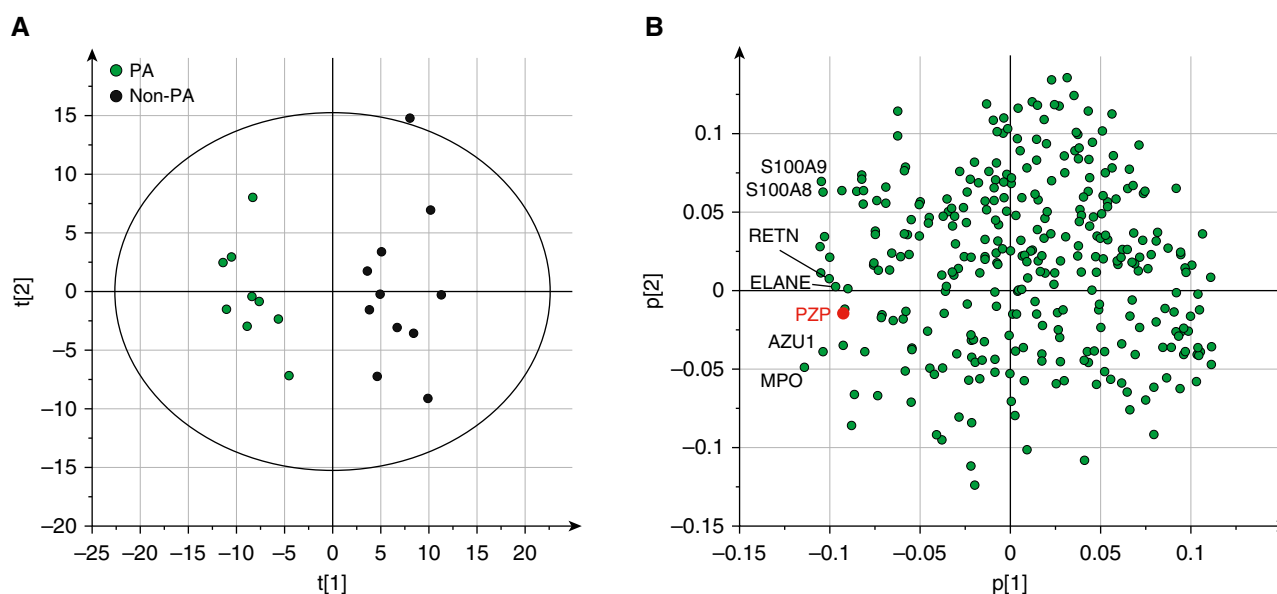 A
PA
Non-PA
15
10
5
0
–5
–10
–15
–20
t[2]
–25 –20 –15 –10 –5 0 5 10 15 20
t[1]
B
0.1
0.05
0
–0.05
–0.1
–0.15
p[2]
S100A9
S100A8
RETN
ELANE
PZP
AZU1
MPO
–0.15 –0.1 –0.05 0 0.05 0.1
p[1]